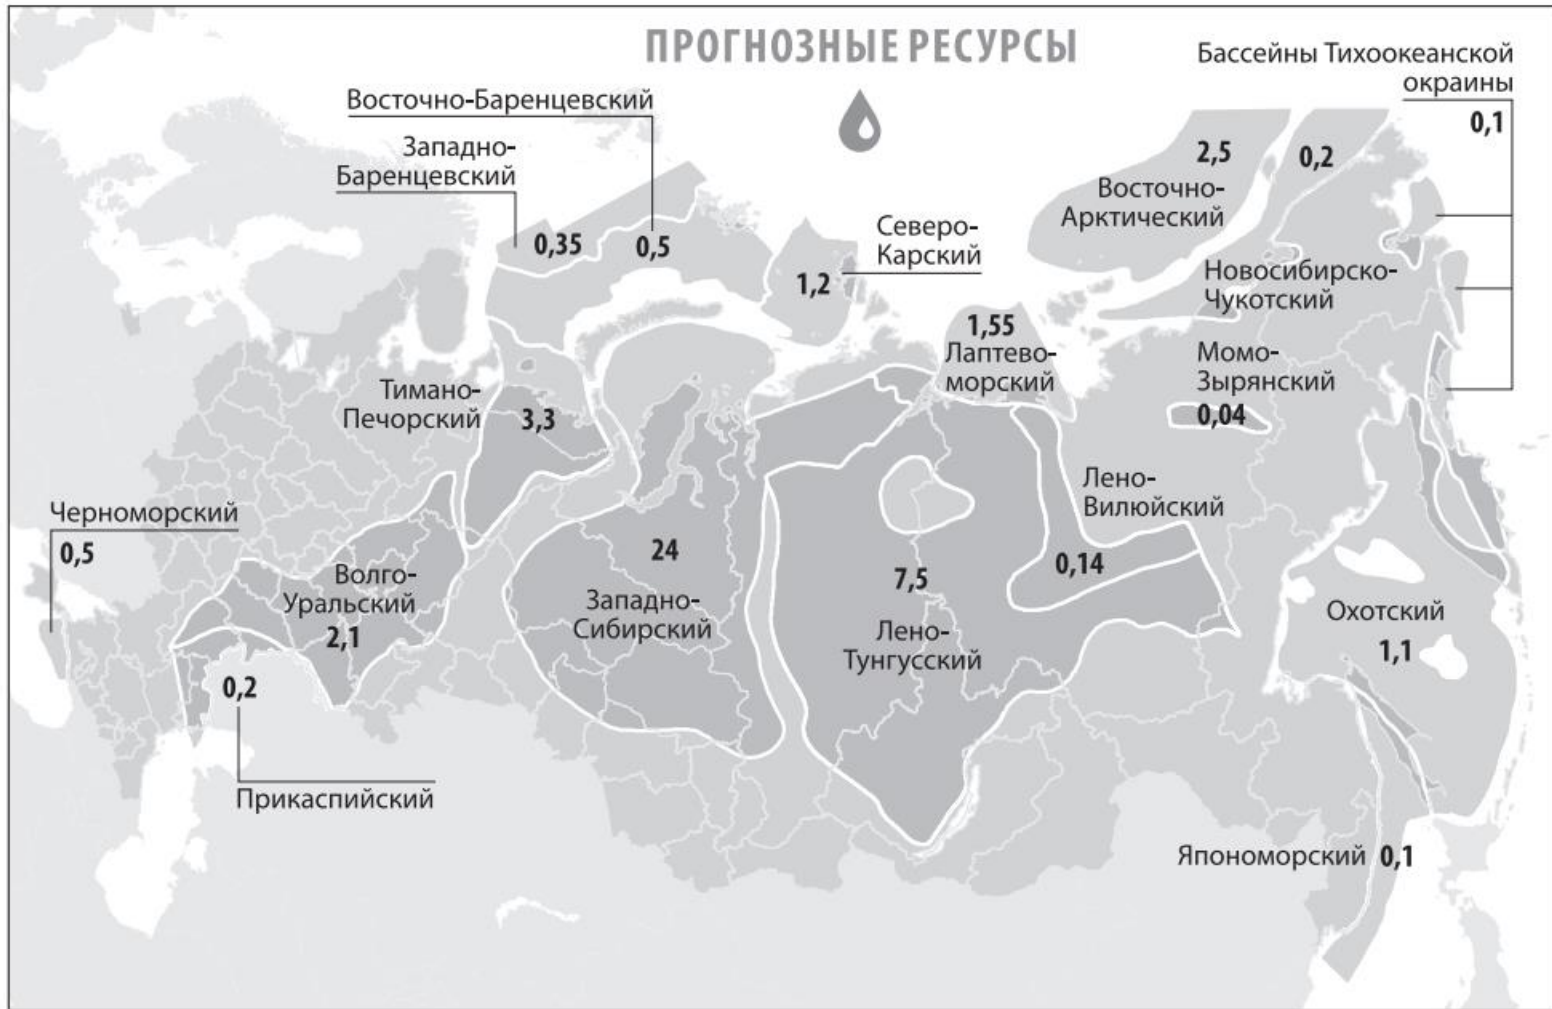 ПРОГНОЗНЫЕ РЕСУРСЫ
Бассейны Тихоокеанской
окраины
0,1
Восточно-Баренцевский
Западно-
Баренцевский
0,35
0,5
Северо-
Карский
1,2
2,5
Восточно-
Арктический
0,2
Новосибирско-
Чукотский
1,55
Лаптево-
морский
Момо-
Зырянский
0,04
Тимано-
Печорский
3,3
Лено-
Вилюйский
0,14
Черноморский
0,5
Волго-
Уральский
2,1
24
Западно-
Сибирский
7,5
Лено-
Тунгусский
Охотский
1,1
0,2
Прикаспийский
Япономорский 0,1